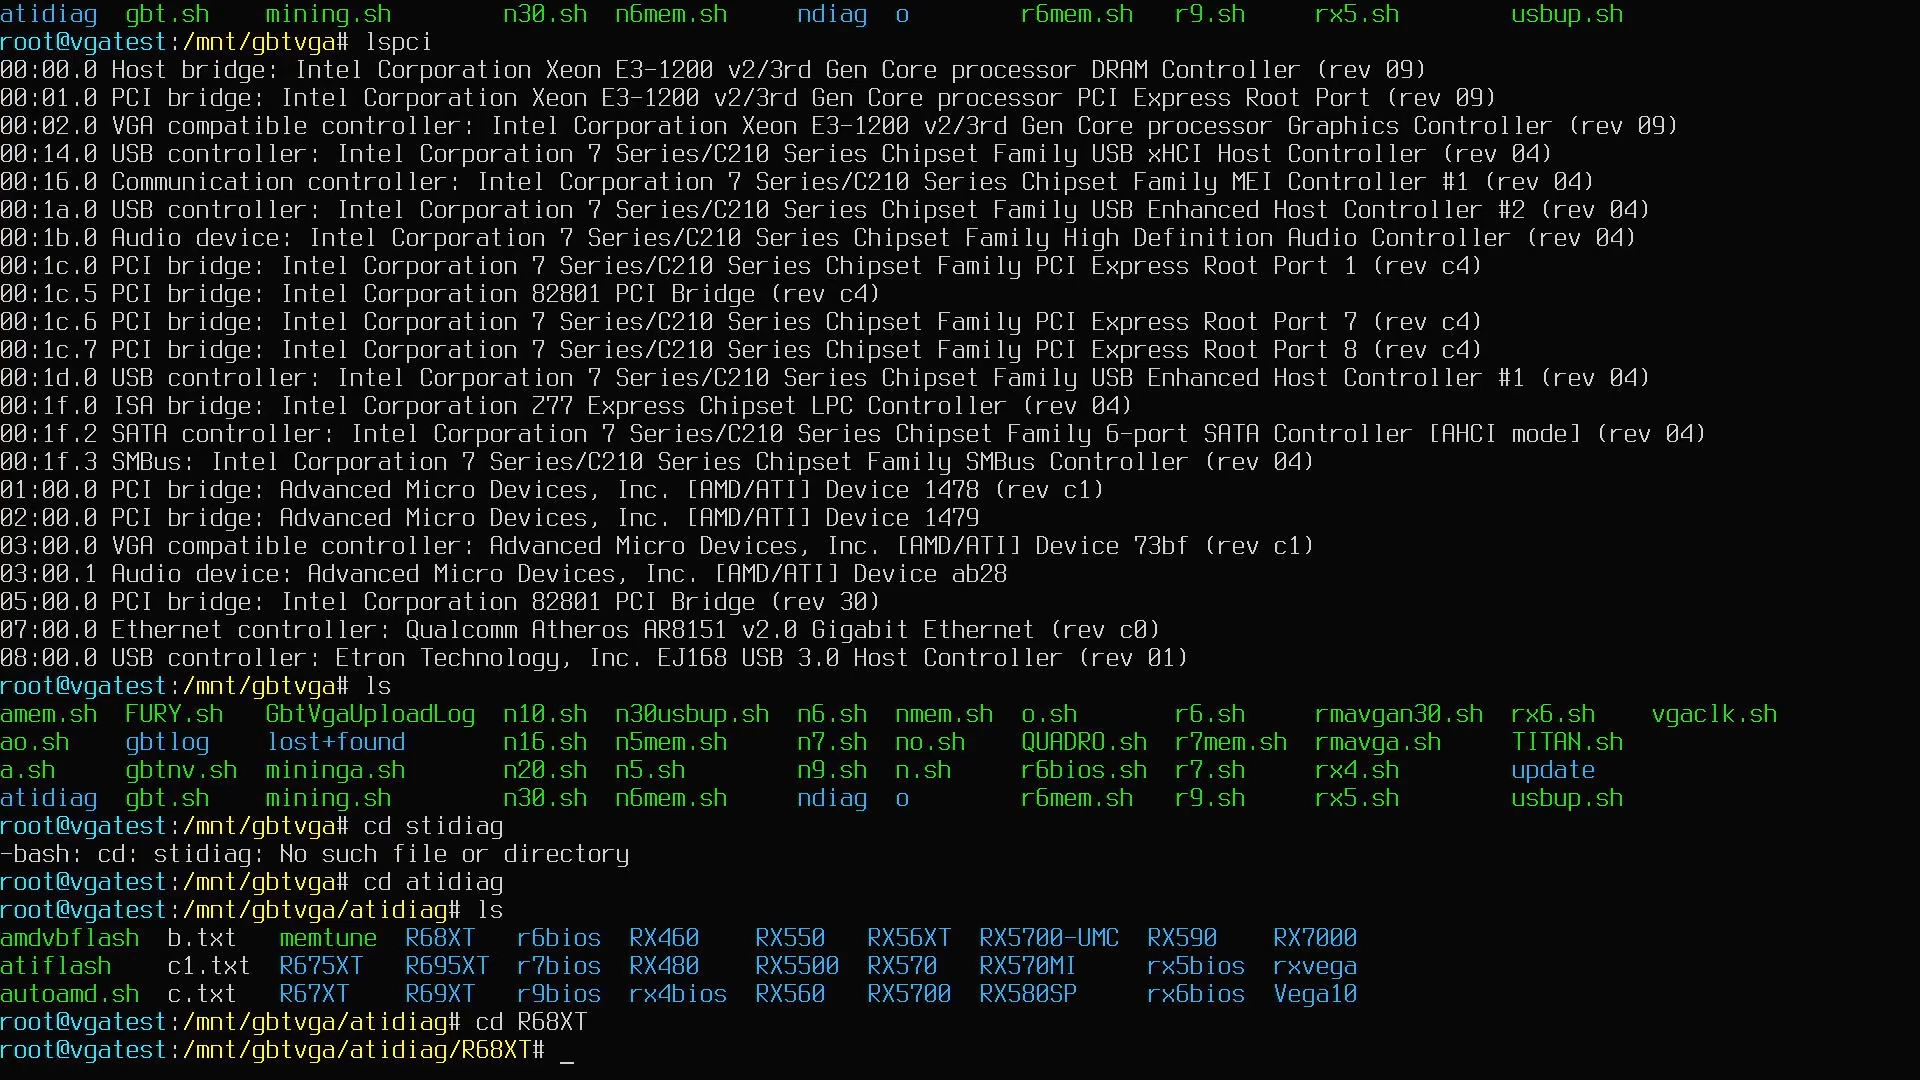 atidiag gbt.sh mining.sh n30.sh n6mem.sh ndiag o r6mem.sh r9.sh rx5.sh usbup.sh
root@vgatest:/mnt/gbtvga# lspci
00:00.0 Host bridge: Intel Corporation Xeon E3-1200 v2/3rd Gen Core processor DRAM Controller (rev 09)
00:01.0 PCI bridge: Intel Corporation Xeon E3-1200 v2/3rd Gen Core processor PCI Express Root Port (rev 09)
00:02.0 VGA compatible controller: Intel Corporation Xeon E3-1200 v2/3rd Gen Core processor Graphics Controller (rev 09)
00:14.0 USB controller: Intel Corporation 7 Series/C210 Series Chipset Family USB xHCI Host Controller (rev 04)
00:16.0 Communication controller: Intel Corporation 7 Series/C210 Series Chipset Family MEI Controller #1 (rev 04)
00:1a.0 USB controller: Intel Corporation 7 Series/C210 Series Chipset Family USB Enhanced Host Controller #2 (rev 04)
00:1b.0 Audio device: Intel Corporation 7 Series/C210 Series Chipset Family High Definition Audio Controller (rev 04)
00:1c.0 PCI bridge: Intel Corporation 7 Series/C210 Series Chipset Family PCI Express Root Port 1 (rev c4)
00:1c.5 PCI bridge: Intel Corporation 82801 PCI Bridge (rev c4)
00:1c.6 PCI bridge: Intel Corporation 7 Series/C210 Series Chipset Family PCI Express Root Port 7 (rev c4)
00:1c.7 PCI bridge: Intel Corporation 7 Series/C210 Series Chipset Family PCI Express Root Port 8 (rev c4)
00:1d.0 USB controller: Intel Corporation 7 Series/C210 Series Chipset Family USB Enhanced Host Controller #1 (rev 04)
00:1f.0 ISA bridge: Intel Corporation Z77 Express Chipset LPC Controller (rev 04)
00:1f.2 SATA controller: Intel Corporation 7 Series/C210 Series Chipset Family 6-port SATA Controller [AHCI mode] (rev 04)
00:1f.3 SMBus: Intel Corporation 7 Series/C210 Series Chipset Family SMBus Controller (rev 04)
01:00.0 PCI bridge: Advanced Micro Devices, Inc. [AMD/ATI] Device 1478 (rev c1)
02:00.0 PCI bridge: Advanced Micro Devices, Inc. [AMD/ATI] Device 1479
03:00.0 VGA compatible controller: Advanced Micro Devices, Inc. [AMD/ATI] Device 73bf (rev c1)
03:00.1 Audio device: Advanced Micro Devices, Inc. [AMD/ATI] Device ab28
05:00.0 PCI bridge: Intel Corporation 82801 PCI Bridge (rev 30)
07:00.0 Ethernet controller: Qualcomm Atheros AR8151 v2.0 Gigabit Ethernet (rev c0)
08:00.0 USB controller: Etron Technology, Inc. EJ168 USB 3.0 Host Controller (rev 01)
root@vgatest:/mnt/gbtvga# ls
amem.sh FURY.sh GbtVgaUploadLog n10.sh n30usbup.sh n6.sh nmem.sh o.sh r6.sh rmavgan30.sh rx6.sh vgaclk.sh
ao.sh gbtlog lost+found n16.sh n5mem.sh n7.sh no.sh QUADRO.sh r7mem.sh rmavga.sh TITAN.sh
a.sh gbtnv.sh mininga.sh n20.sh n5.sh n9.sh n.sh r6bios.sh r7.sh rx4.sh update
atidiag gbt.sh mining.sh n30.sh n6mem.sh ndiag o r6mem.sh r9.sh rx5.sh usbup.sh
root@vgatest:/mnt/gbtvga# cd stidiag
-bash: cd: stidiag: No such file or directory
root@vgatest:/mnt/gbtvga# cd atidiag
root@vgatest:/mnt/gbtvga/atidiag# ls
amdvbflash b.txt memtune R68XT r6bios RX460 RX550 RX56XT RX5700-UMC RX590 RX7000
atiflash c1.txt R675XT R695XT r7bios RX480 RX5500 RX570 RX570MI rx5bios rxvega
autoamd.sh c.txt R67XT R69XT r9bios rx4bios RX560 RX5700 RX580SP rx6bios Vega10
root@vgatest:/mnt/gbtvga/atidiag# cd R68XT
root@vgatest:/mnt/gbtvga/atidiag/R68XT# _